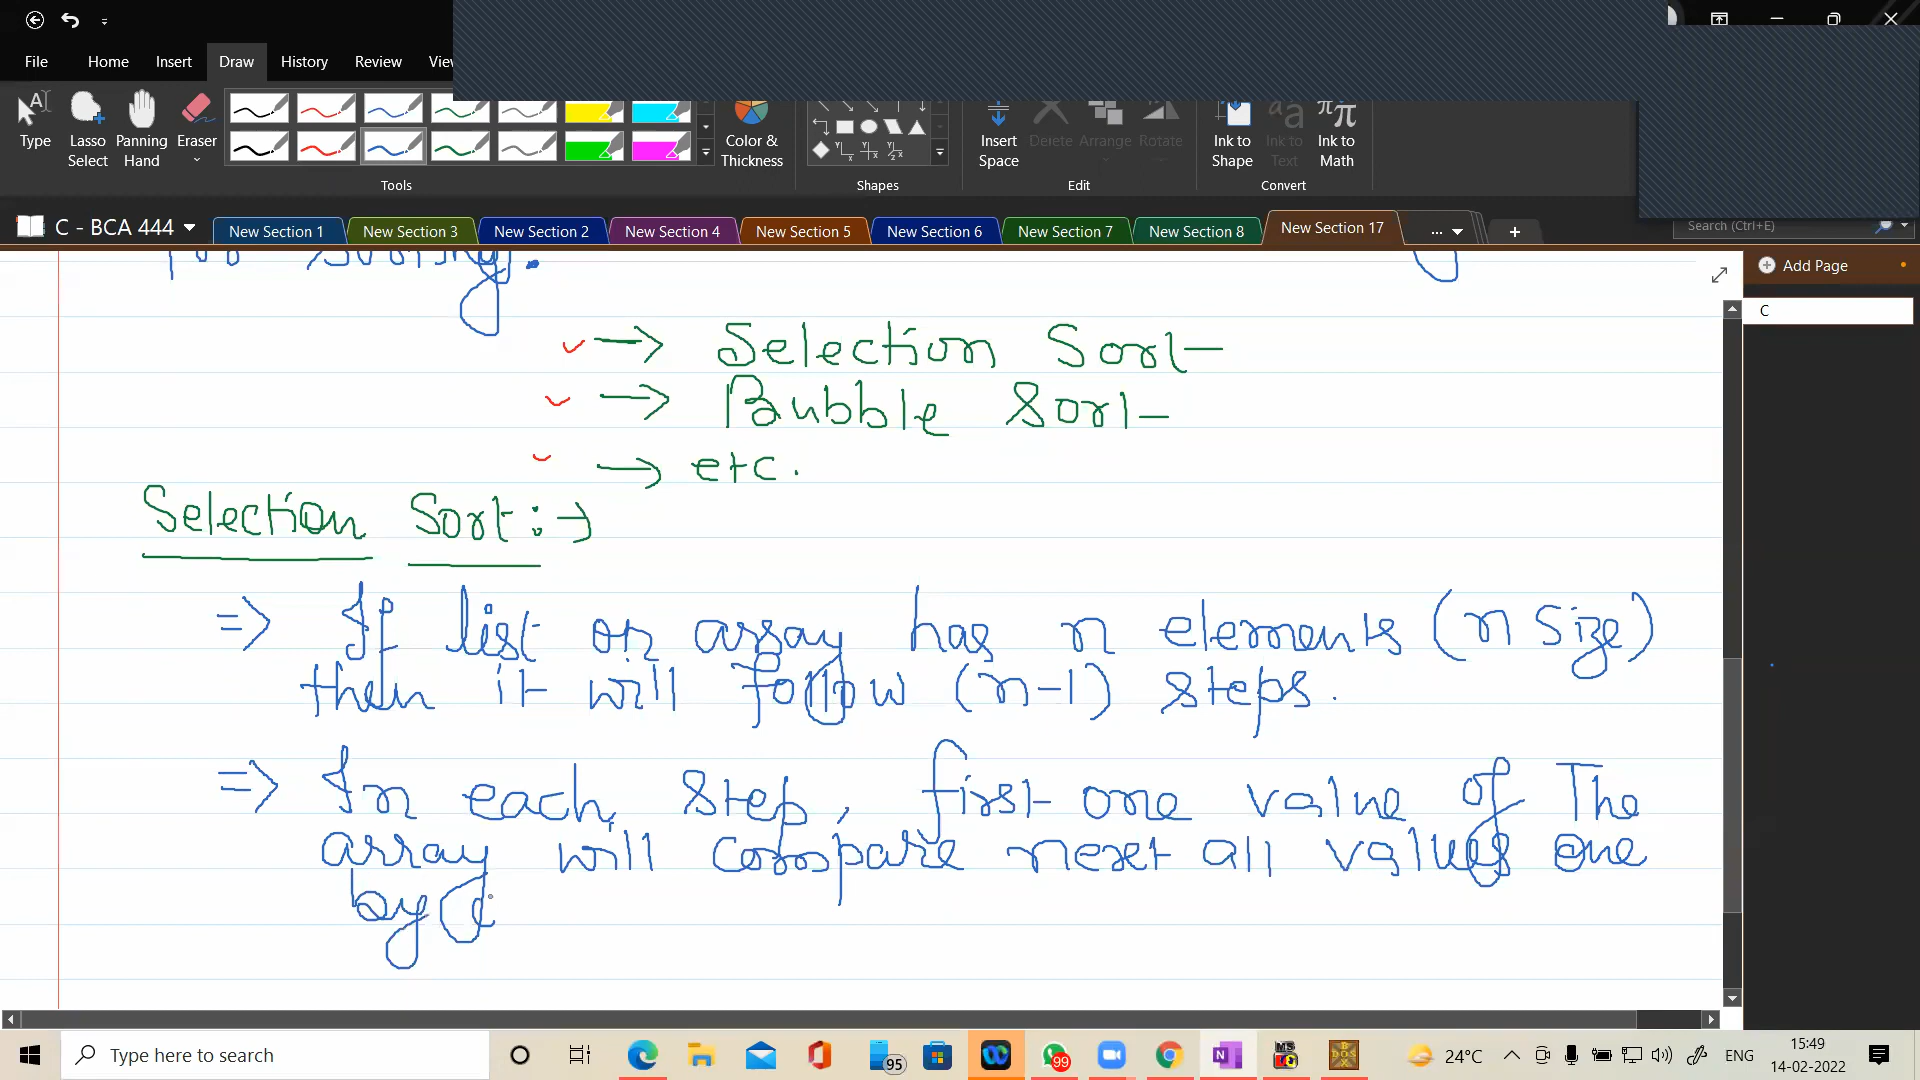 File Home Insert Draw History Review
Type
Lasso Select
Panning Hand
Eraser
Color & Thickness
Insert Space
Delete Arrange Rotate
Ink to Shape
Ink to Text
Ink to Math
Tools Shapes Edit Convert
C - BCA 444 New Section 1 New Section 3 New Section 2 New Section 4 New Section 5 New Section 6 New Section 7 New Section 8 New Section 17 ... +
Search (Ctrl+E)
Add Page
C
for sorting.
→ Selection Sort
→ Bubble Sort
→ etc.
Selection Sort :→
=> If list or array has n elements (n size)
then it will follow (n-1) steps.
=> In each step, first one value of The
array will compare next all values one
by
Type here to search
95 99 24°C ENG 15:49
14-02-2022